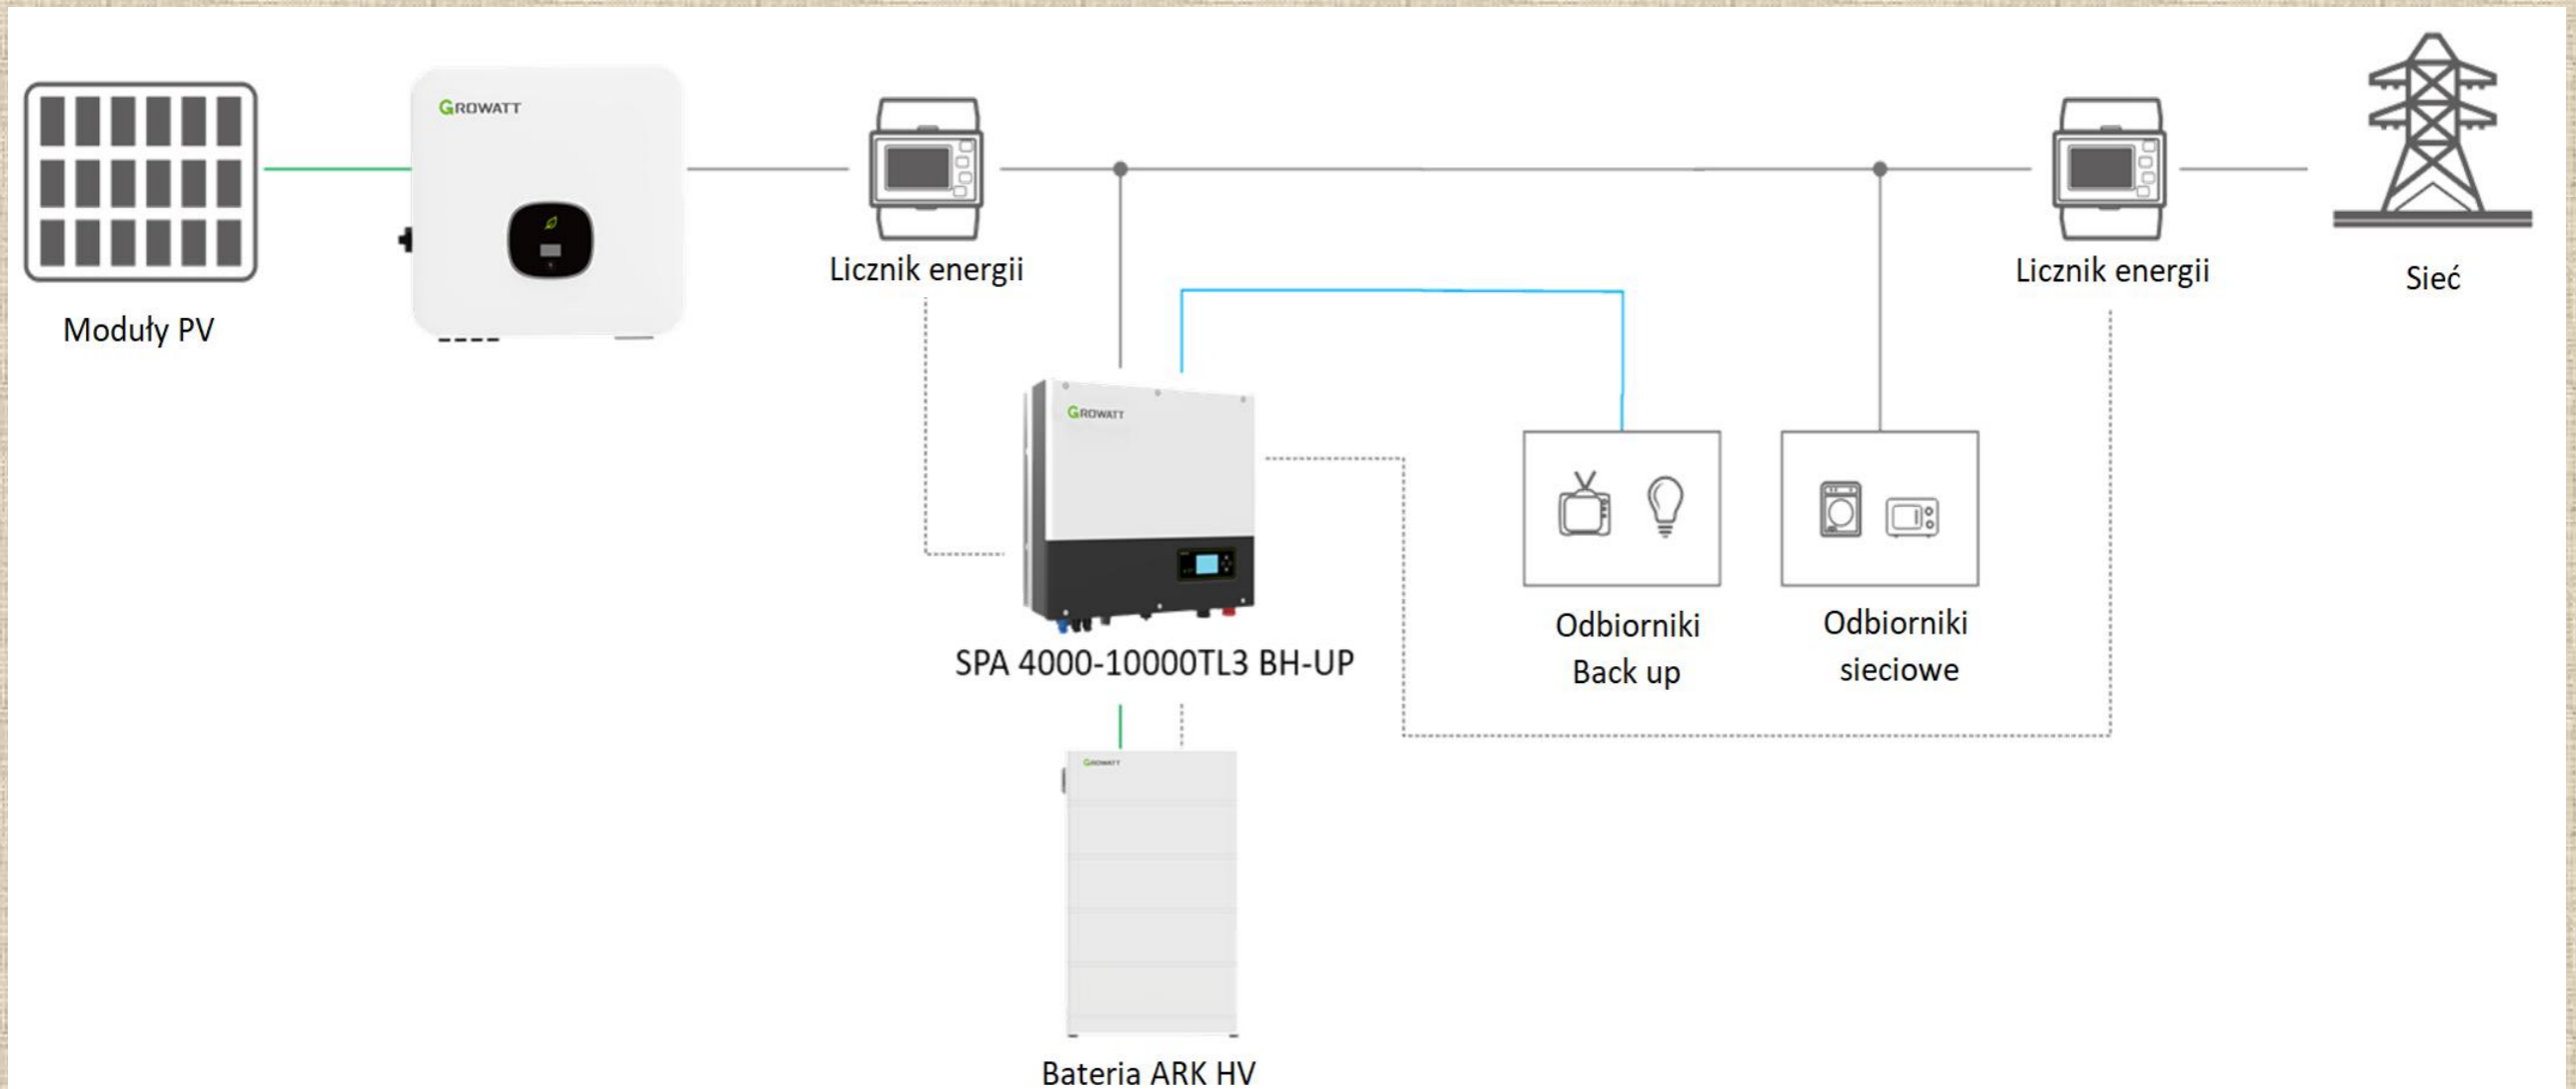 GROWATT
Licznik energii
Licznik energii
Sieć
Moduły PV
GROWATT
SPA 4000-10000TL3 BH-UP
Odbiorniki
Back up
Odbiorniki
sieciowe
GROWATT
Bateria ARK HV